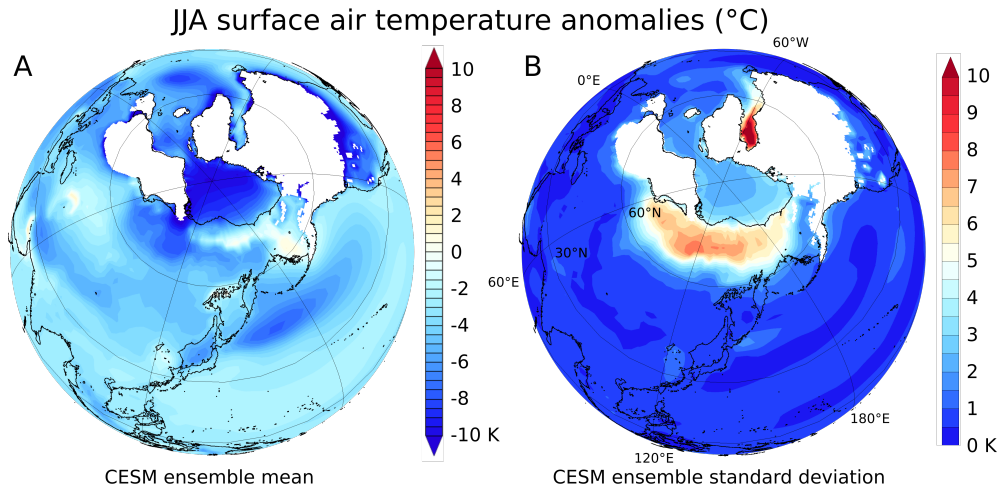 JJA surface air temperature anomalies (°C)
A
10
8
6
4
2
0
-2
-4
-6
-8
-10 K
CESM ensemble mean
B
60°W
0°E
60°N
30°N
60°E
180°E
120°E
10
9
8
7
6
5
4
3
2
1
0 K
CESM ensemble standard deviation